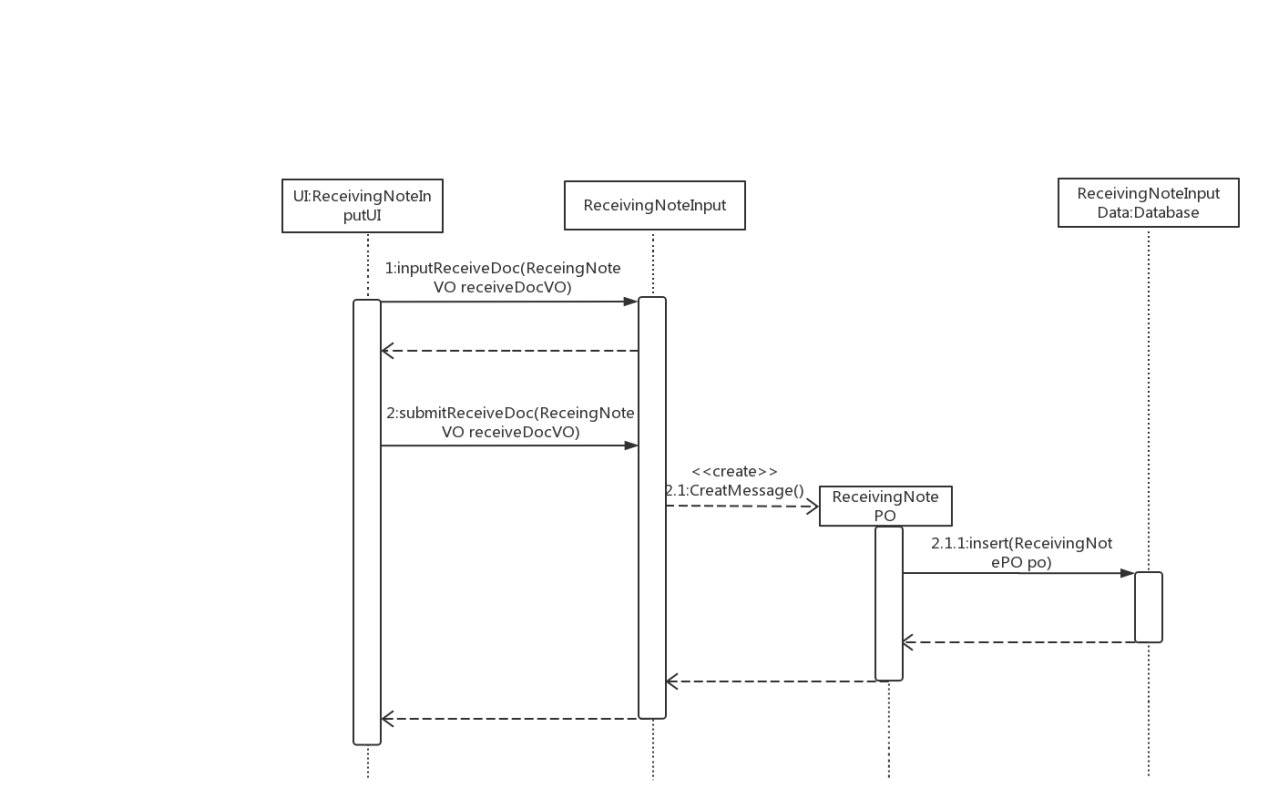 UI:ReceivingNoteIn
putUI
ReceivingNoteInput
ReceivingNoteInput
Data:Database
1:inputReceiveDoc(ReceingNote
VO receiveDocVO)
2:submitReceiveDoc(ReceingNote
VO receiveDocVO)
<<create>>
2.1:CreatMessage()
ReceivingNote
PO
2.1.1:insert(ReceivingNot
ePO po)